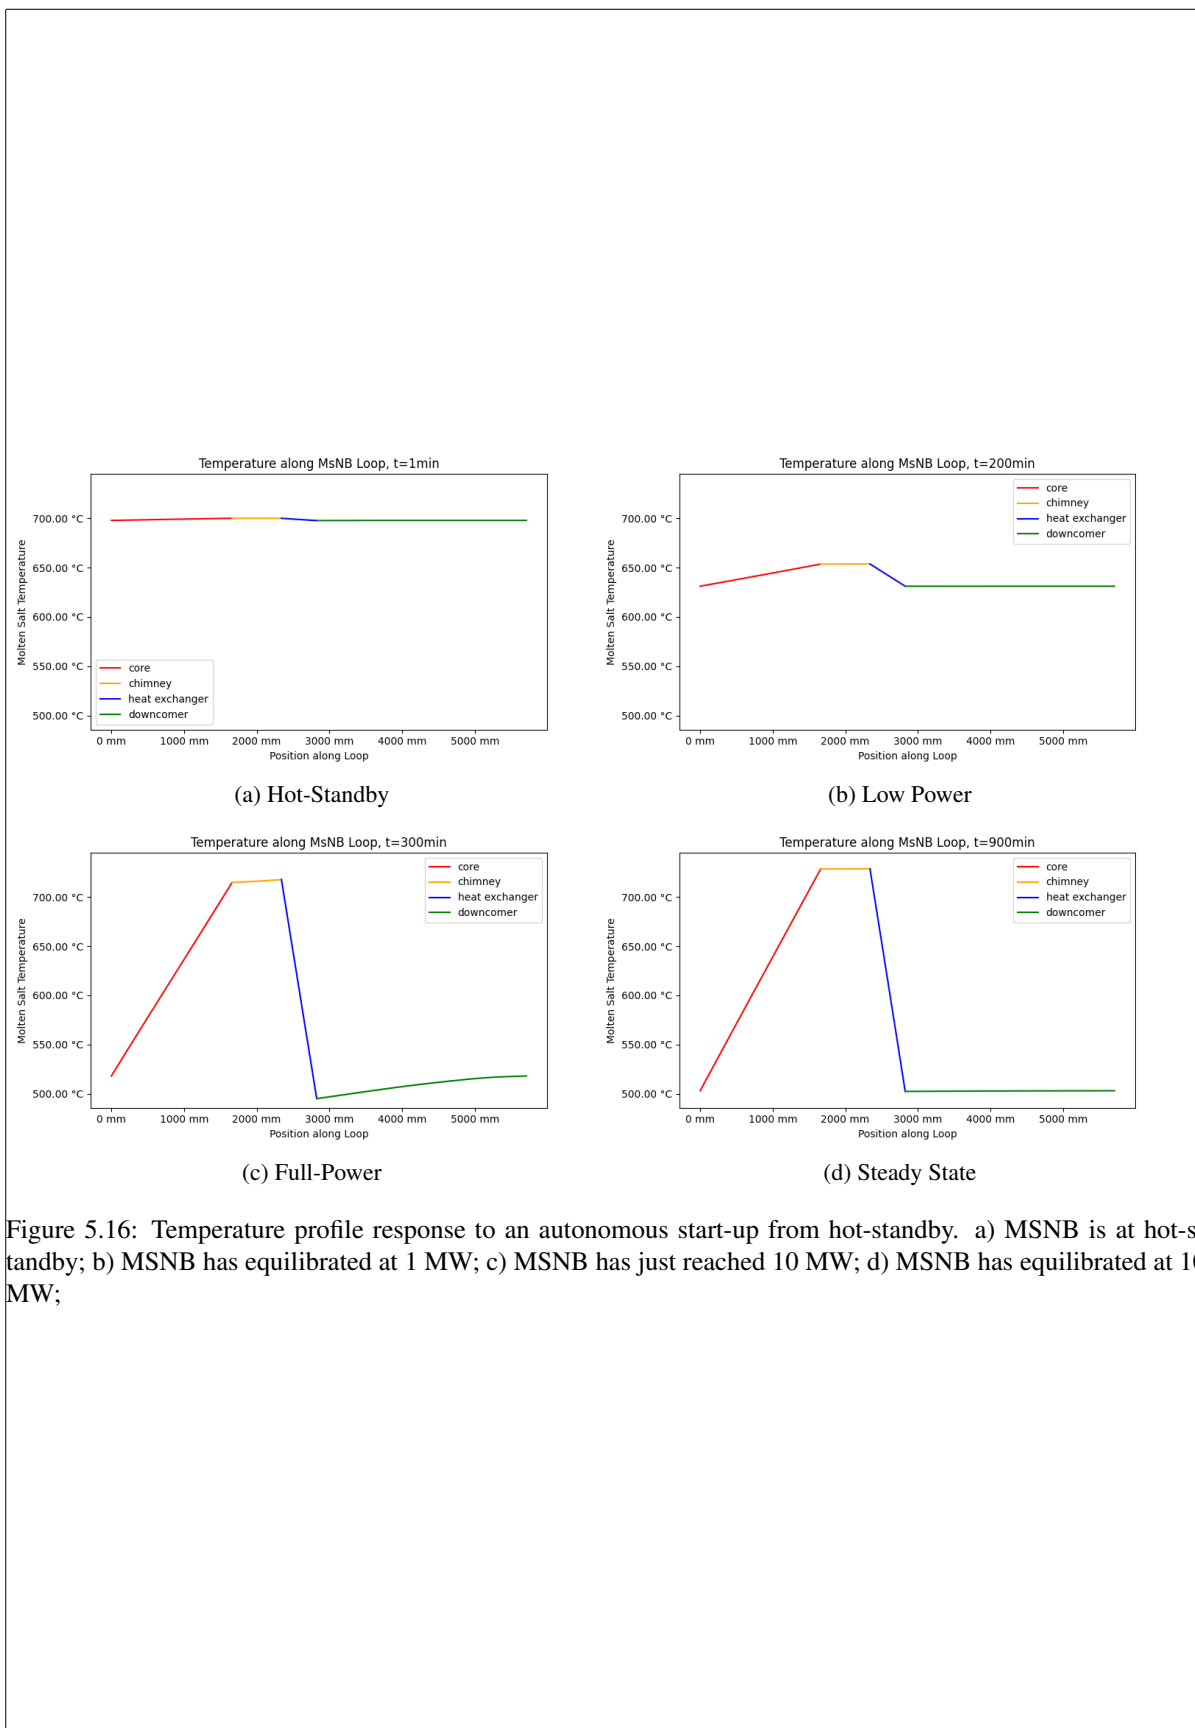 Temperature along MsNB Loop, t=1min
700.00 °C
650.00 °C
600.00 °C
550.00 °C
500.00 °C
Molten Salt Temperature
core
chimney
heat exchanger
downcomer
0 mm 1000 mm 2000 mm 3000 mm 4000 mm 5000 mm
Position along Loop
(a) Hot-Standby
Temperature along MsNB Loop, t=200min
700.00 °C
650.00 °C
600.00 °C
550.00 °C
500.00 °C
Molten Salt Temperature
core
chimney
heat exchanger
downcomer
0 mm 1000 mm 2000 mm 3000 mm 4000 mm 5000 mm
Position along Loop
(b) Low Power
Temperature along MsNB Loop, t=300min
700.00 °C
650.00 °C
600.00 °C
550.00 °C
500.00 °C
Molten Salt Temperature
core
chimney
heat exchanger
downcomer
0 mm 1000 mm 2000 mm 3000 mm 4000 mm 5000 mm
Position along Loop
(c) Full-Power
Temperature along MsNB Loop, t=900min
700.00 °C
650.00 °C
600.00 °C
550.00 °C
500.00 °C
Molten Salt Temperature
core
chimney
heat exchanger
downcomer
0 mm 1000 mm 2000 mm 3000 mm 4000 mm 5000 mm
Position along Loop
(d) Steady State
Figure 5.16: Temperature profile response to an autonomous start-up from hot-standby. a) MSNB is at hot-s
tandby; b) MSNB has equilibrated at 1 MW; c) MSNB has just reached 10 MW; d) MSNB has equilibrated at 10
MW;